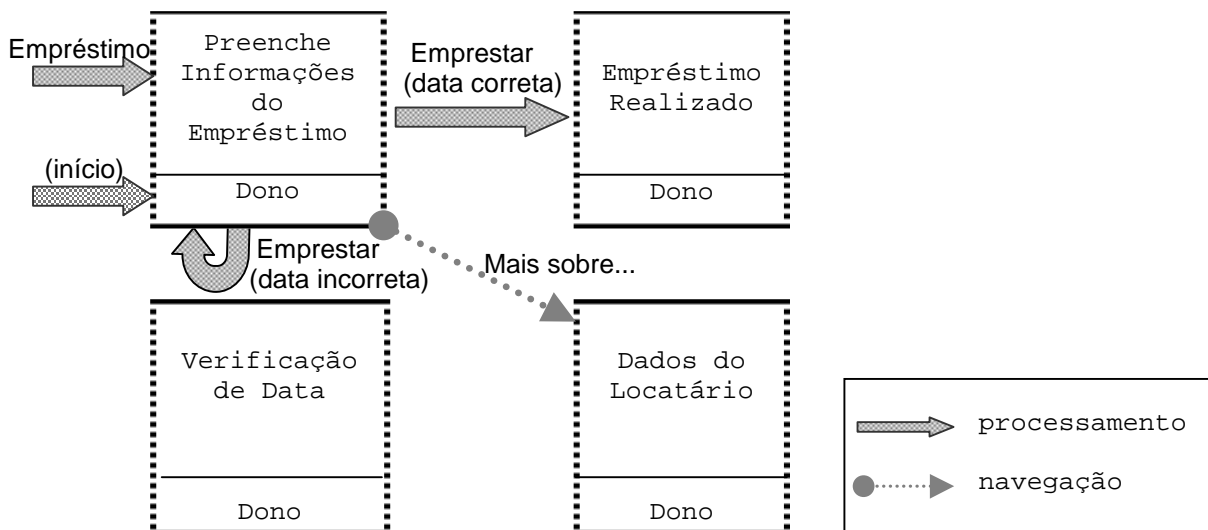 Empréstimo
(início)
Preenche
Informações
do
Empréstimo
Dono
Emprestar
(data correta)
Empréstimo
Realizado
Dono
Emprestar
(data incorreta)
Mais sobre...
Verificação
de Data
Dono
Dados do
Locatário
Dono
processamento
navegação